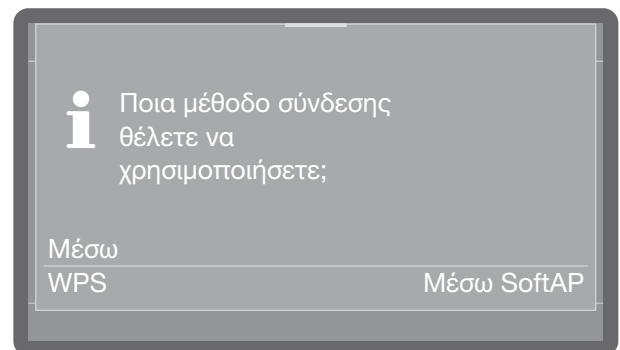 Ποια μέθοδο σύνδεσης
θέλετε να
χρησιμοποιήσετε;
Μέσω
WPS
Μέσω SoftAP